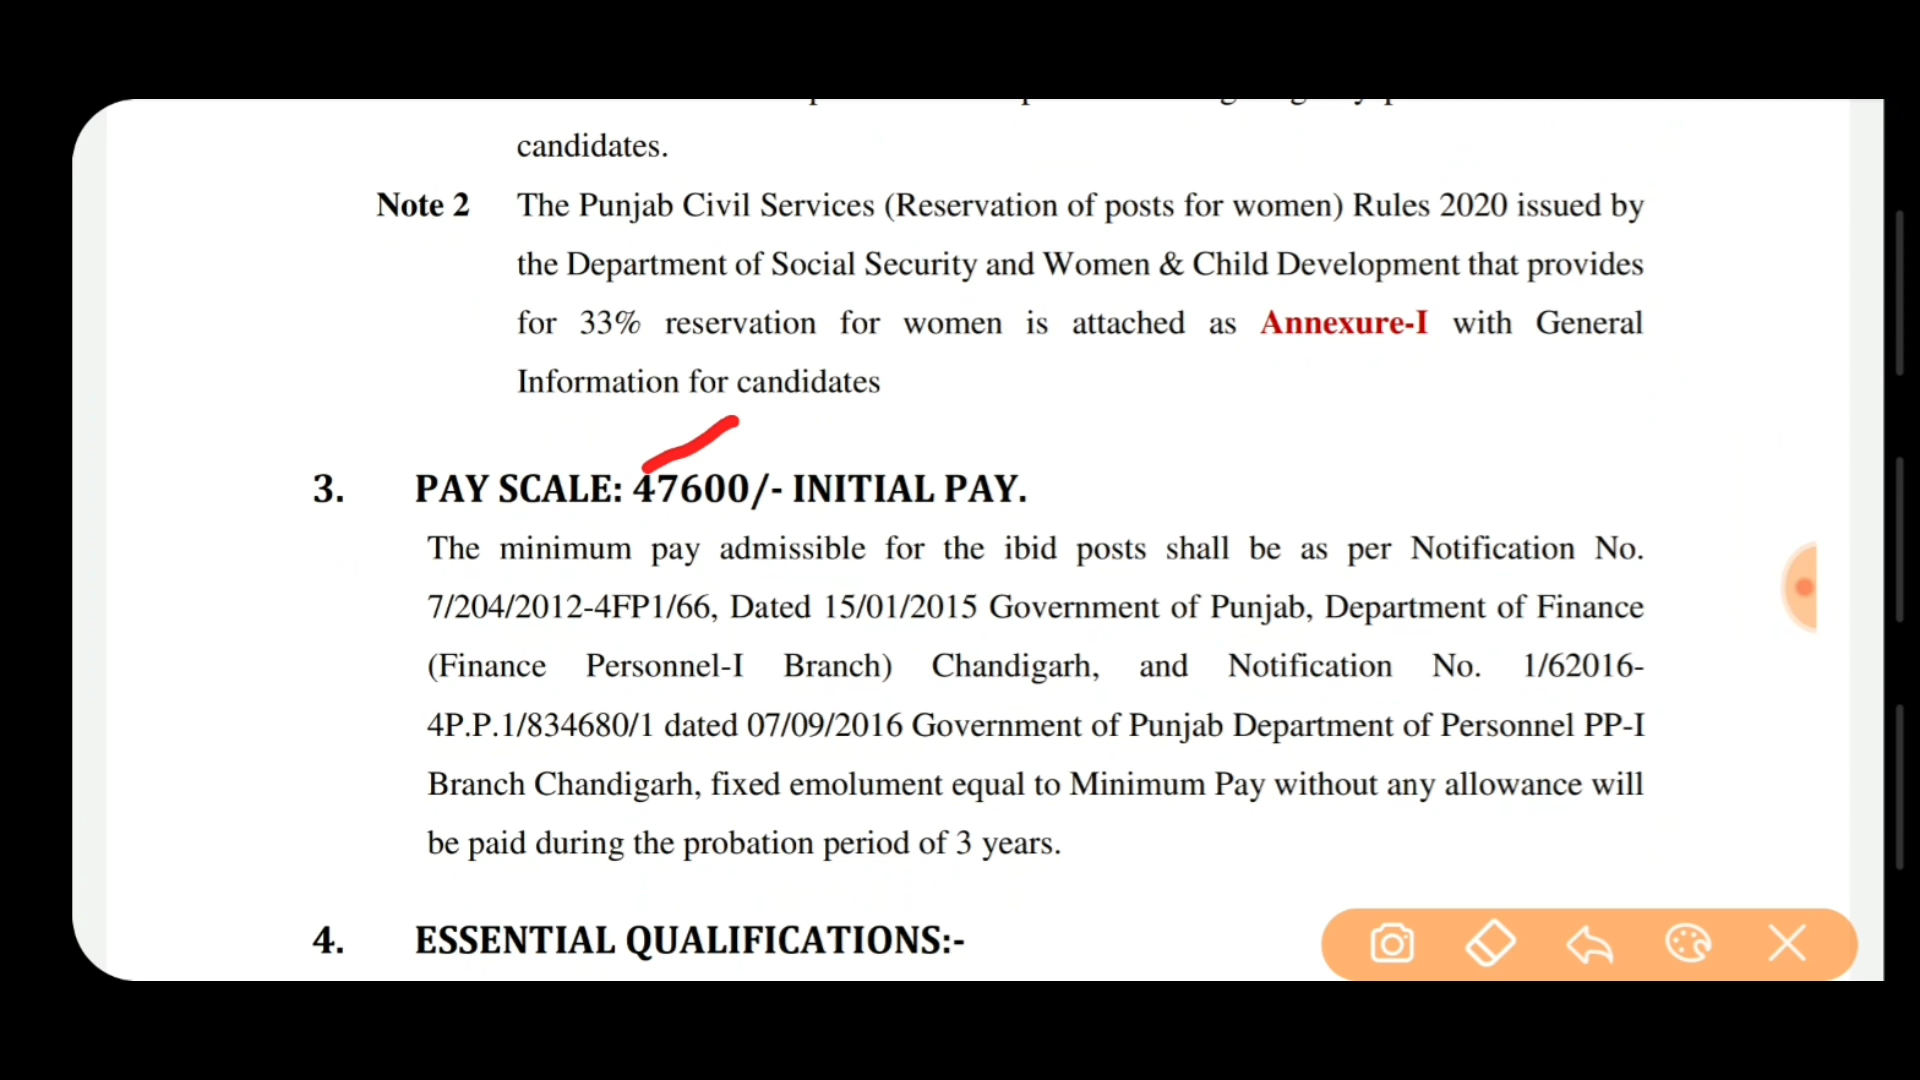 candidates.
Note 2 The Punjab Civil Services (Reservation of posts for women) Rules 2020 issued by
the Department of Social Security and Women & Child Development that provides
for 33% reservation for women is attached as Annexure-I with General
Information for candidates
3. PAY SCALE: 47600/- INITIAL PAY.
The minimum pay admissible for the ibid posts shall be as per Notification No.
7/204/2012-4FP1/66, Dated 15/01/2015 Government of Punjab, Department of Finance
(Finance Personnel-I Branch) Chandigarh, and Notification No. 1/62016-
4P.P.1/834680/1 dated 07/09/2016 Government of Punjab Department of Personnel PP-I
Branch Chandigarh, fixed emolument equal to Minimum Pay without any allowance will
be paid during the probation period of 3 years.
4. ESSENTIAL QUALIFICATIONS:-